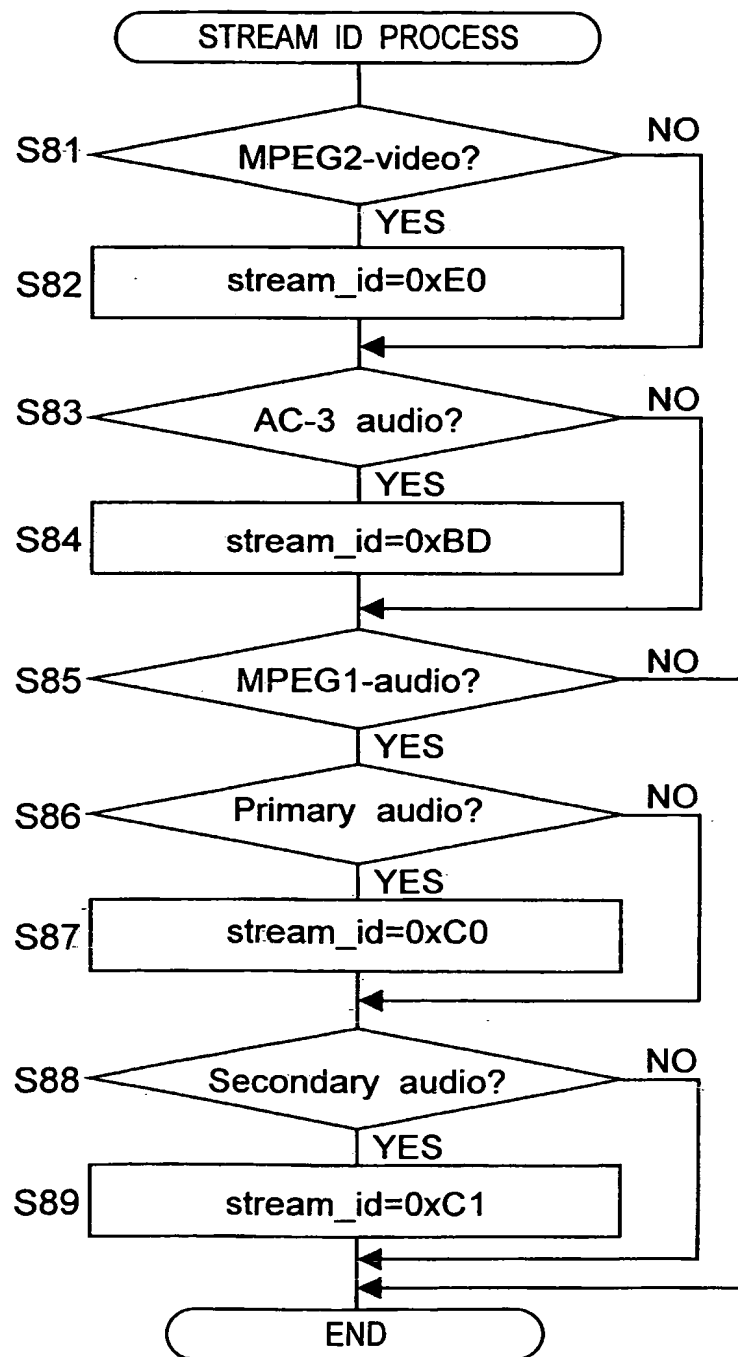 STREAM ID PROCESS
S81
MPEG2-video?
NO
YES
S82
stream_id=0xE0
S83
AC-3 audio?
NO
YES
S84
stream_id=0xBD
S85
MPEG1-audio?
NO
YES
S86
Primary audio?
NO
YES
S87
stream_id=0xC0
S88
Secondary audio?
NO
YES
S89
stream_id=0xC1
END